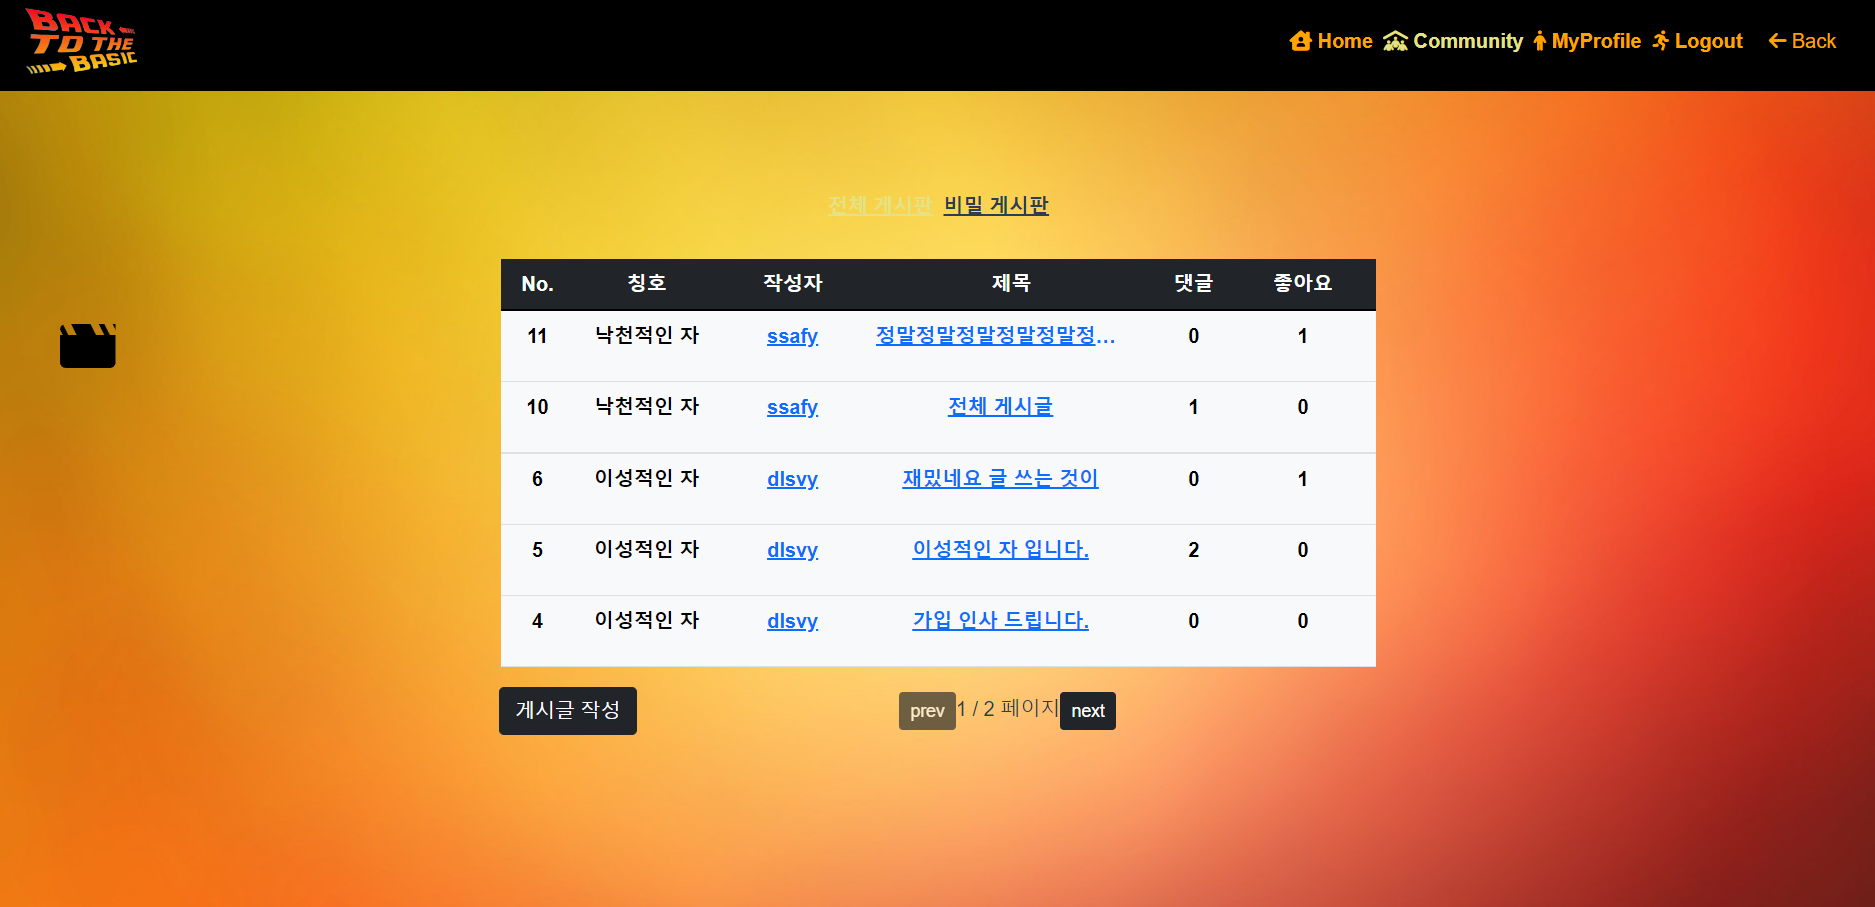 BACK
TO THE
BASIC
Home Community MyProfile Logout Back
전체 게시판 비밀 게시판
No. 칭호 작성자 제목 댓글 좋아요
11 낙천적인 자 ssafy 정말정말정말정말정말정... 0 1
10 낙천적인 자 ssafy 전체 게시글 1 0
6 이성적인 자 dlsvy 재밌네요 글 쓰는 것이 0 1
5 이성적인 자 dlsvy 이성적인 자 입니다. 2 0
4 이성적인 자 dlsvy 가입 인사 드립니다. 0 0
게시글 작성 prev 1 / 2 페이지 next